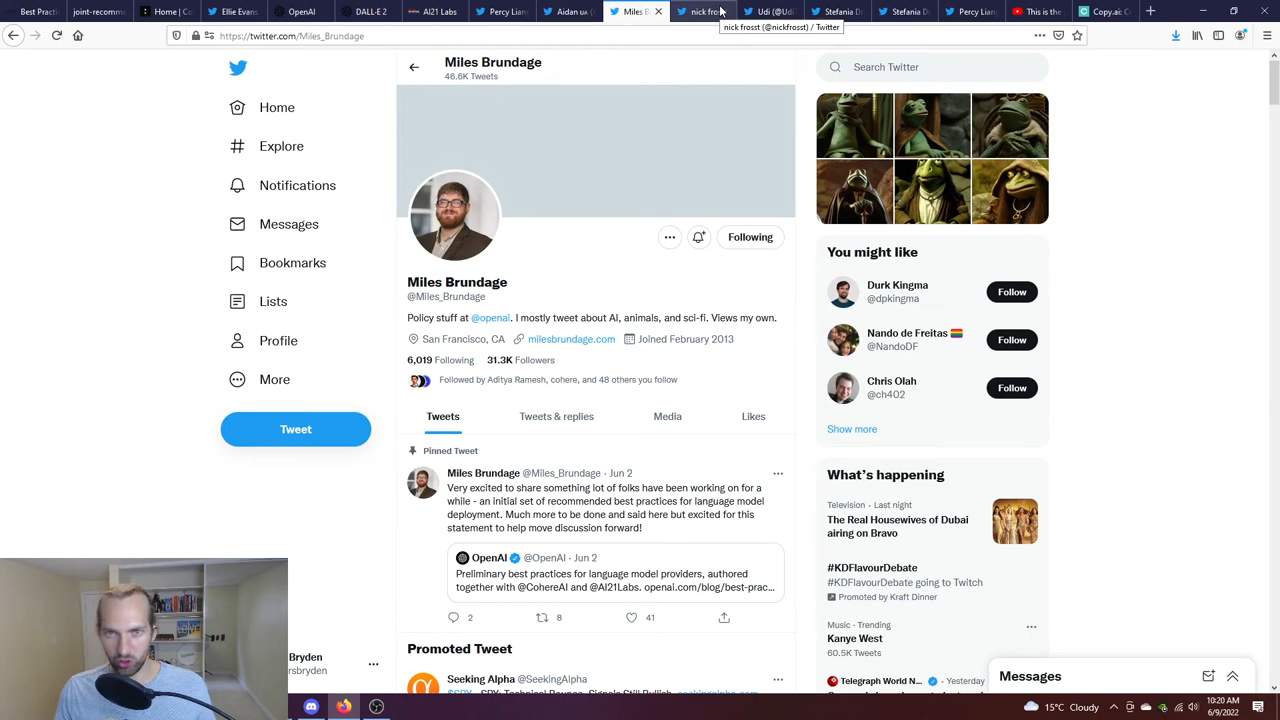 Best Practi
joint-recomme
Home | Co
Ellie Evans
OpenAI
DALL-E 2
AI21 Labs
Percy Lian
Aidan
Miles B
nick fro
Udi (@Ud
Stefania D
Percy Lian
Stefania D
Copy.ai: C
nick frosst (@nickfrosst) / Twitter
https://twitter.com/Miles_Brundage
Home
Explore
Notifications
Messages
Bookmarks
Lists
Profile
More
Tweet
Bryden
rsbryden
Miles Brundage
46.6K Tweets
Following
Miles Brundage
@Miles_Brundage
Policy stuff at @openai. I mostly tweet about AI, animals, and sci-fi. Views my own.
San Francisco, CA milesbrundage.com Joined February 2013
6,019 Following 31.3K Followers
Followed by Aditya Ramesh, cohere, and 48 others you follow
Tweets Tweets & replies Media Likes
Pinned Tweet
Miles Brundage @Miles_Brundage · Jun 2
Very excited to share something lot of folks have been working on for a
while - an initial set of recommended best practices for language model
deployment. Much more to be done and said here but excited for this
statement to help move discussion forward!
OpenAI @OpenAI · Jun 2
Preliminary best practices for language model providers, authored
together with @CohereAI and @AI21Labs. openai.com/blog/best-prac...
2 8 41
Promoted Tweet
Seeking Alpha @SeekingAlpha
$SPY - SPY: Technical Bounce, Signals Still Bullish. seekingalpha.com
Search Twitter
You might like
Durk Kingma
@dpkingma
Follow
Nando de Freitas
@NandoDF
Follow
Chris Olah
@ch402
Follow
Show more
What's happening
Television · Last night
The Real Housewives of Dubai
airing on Bravo
#KDFlavourDebate
#KDFlavourDebate going to Twitch
Promoted by Kraft Dinner
Music · Trending
Kanye West
60.5K Tweets
Telegraph World N... · Yesterday
Messages
10:20 AM
6/9/2022